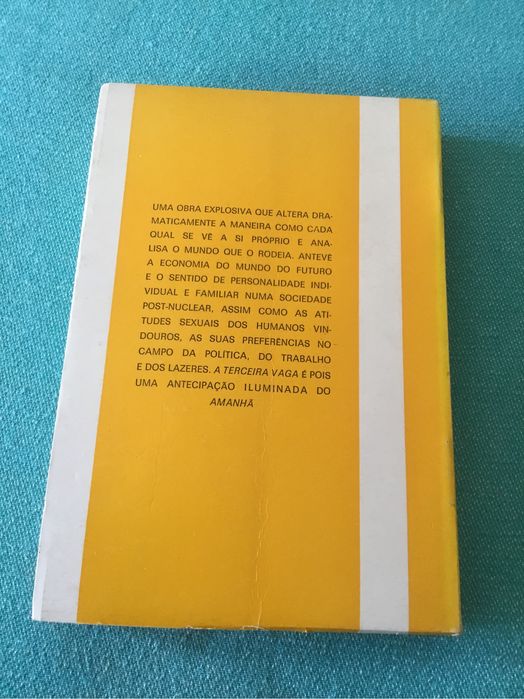 UMA OBRA EXPLOSIVA QUE ALTERA DRA-
MATICAMENTE A MANEIRA COMO CADA
QUAL SE VÊ A SI PRÓPRIO E ANA-
LISA O MUNDO QUE O RODEIA. ANTEVÊ
A ECONOMIA DO MUNDO DO FUTURO
E O SENTIDO DE PERSONALIDADE INDI-
VIDUAL E FAMILIAR NUMA SOCIEDADE
POST-NUCLEAR, ASSIM COMO AS ATI-
TUDES SEXUAIS DOS HUMANOS VIN-
DOUROS, AS SUAS PREFERÊNCIAS NO
CAMPO DA POLÍTICA, DO TRABALHO
E DOS LAZERES. A TERCEIRA VAGA É POIS
UMA ANTECIPAÇÃO ILUMINADA DO
AMANHÃ